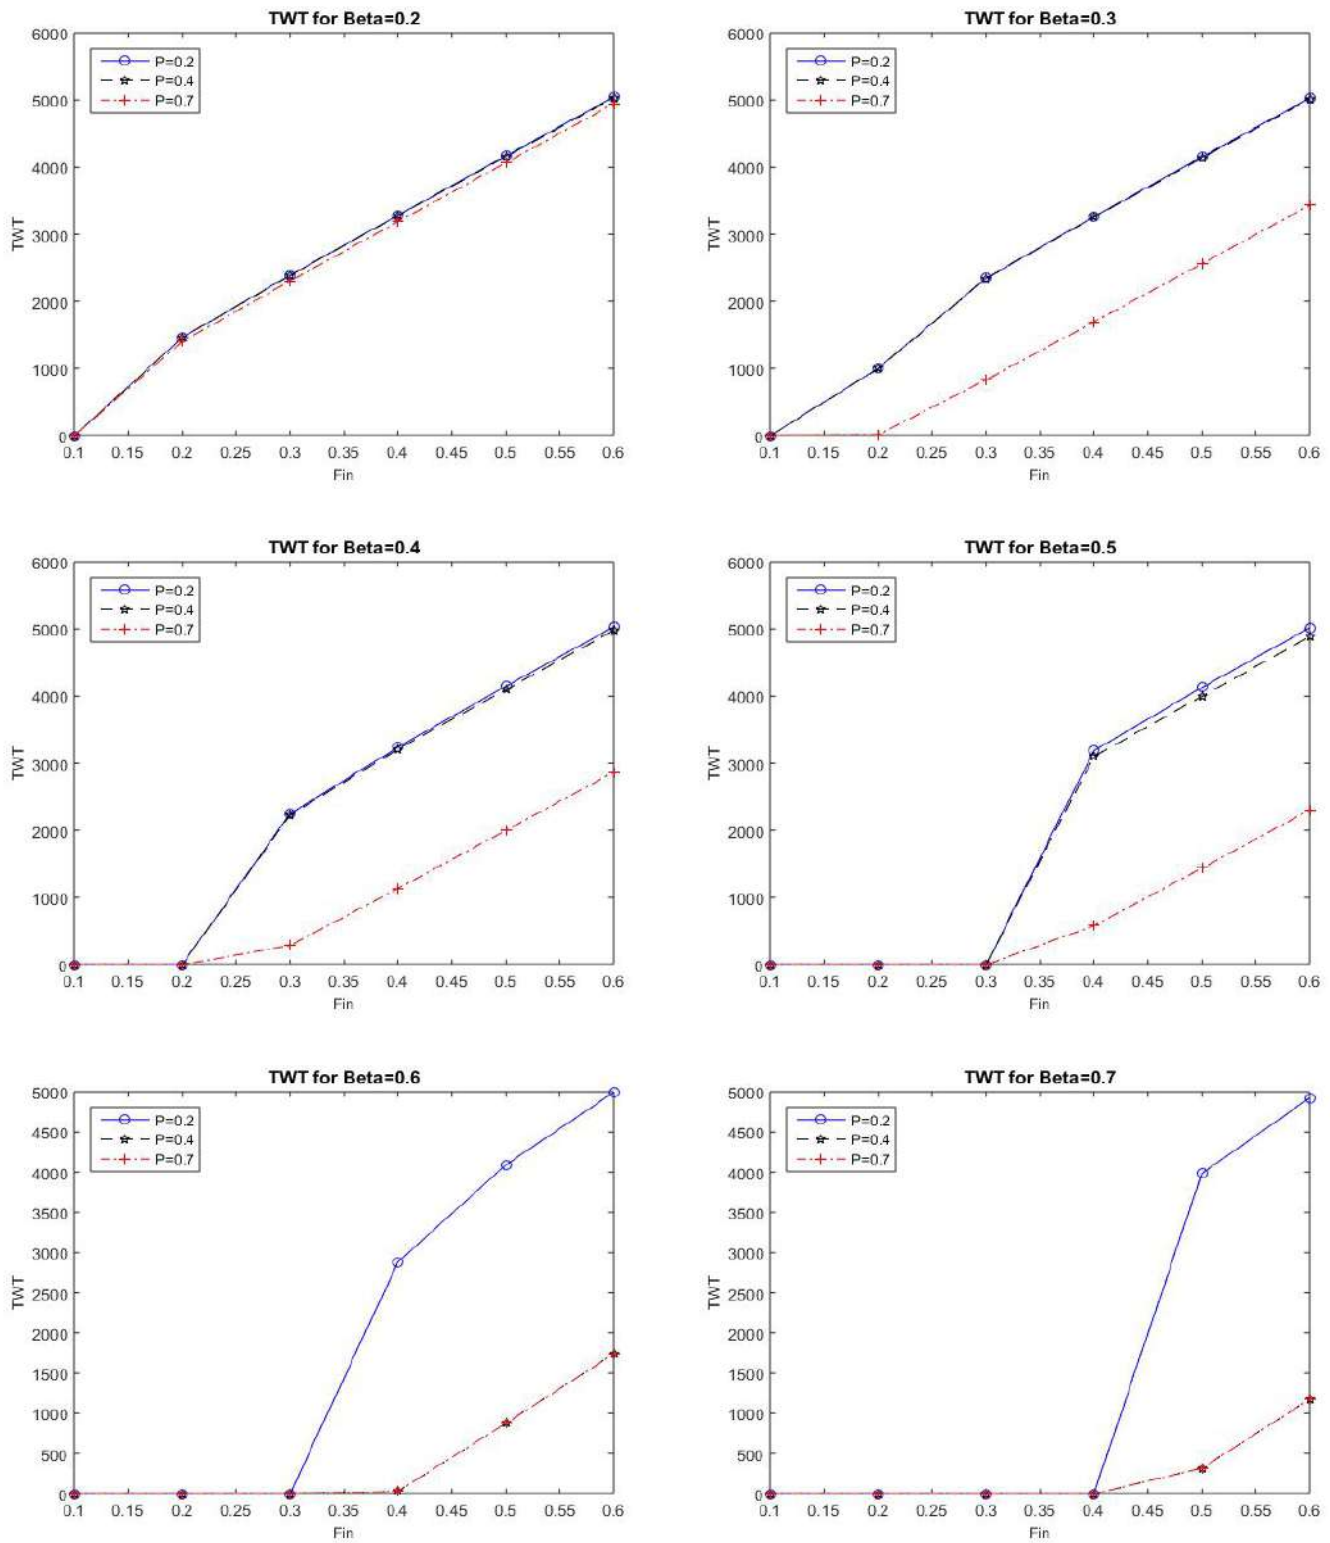 TWT for Beta=0.2
6000
5000
4000
3000
2000
1000
0
TWT
P=0.2
P=0.4
P=0.7
0.1 0.15 0.2 0.25 0.3 0.35 0.4 0.45 0.5 0.55 0.6
Fin
TWT for Beta=0.3
6000
5000
4000
3000
2000
1000
0
TWT
P=0.2
P=0.4
P=0.7
0.1 0.15 0.2 0.25 0.3 0.35 0.4 0.45 0.5 0.55 0.6
Fin
TWT for Beta=0.4
6000
5000
4000
3000
2000
1000
0
TWT
P=0.2
P=0.4
P=0.7
0.1 0.15 0.2 0.25 0.3 0.35 0.4 0.45 0.5 0.55 0.6
Fin
TWT for Beta=0.5
6000
5000
4000
3000
2000
1000
0
TWT
P=0.2
P=0.4
P=0.7
0.1 0.15 0.2 0.25 0.3 0.35 0.4 0.45 0.5 0.55 0.6
Fin
TWT for Beta=0.6
5000
4500
4000
3500
3000
2500
2000
1500
1000
500
0
TWT
P=0.2
P=0.4
P=0.7
0.1 0.15 0.2 0.25 0.3 0.35 0.4 0.45 0.5 0.55 0.6
Fin
TWT for Beta=0.7
5000
4500
4000
3500
3000
2500
2000
1500
1000
500
0
TWT
P=0.2
P=0.4
P=0.7
0.1 0.15 0.2 0.25 0.3 0.35 0.4 0.45 0.5 0.55 0.6
Fin